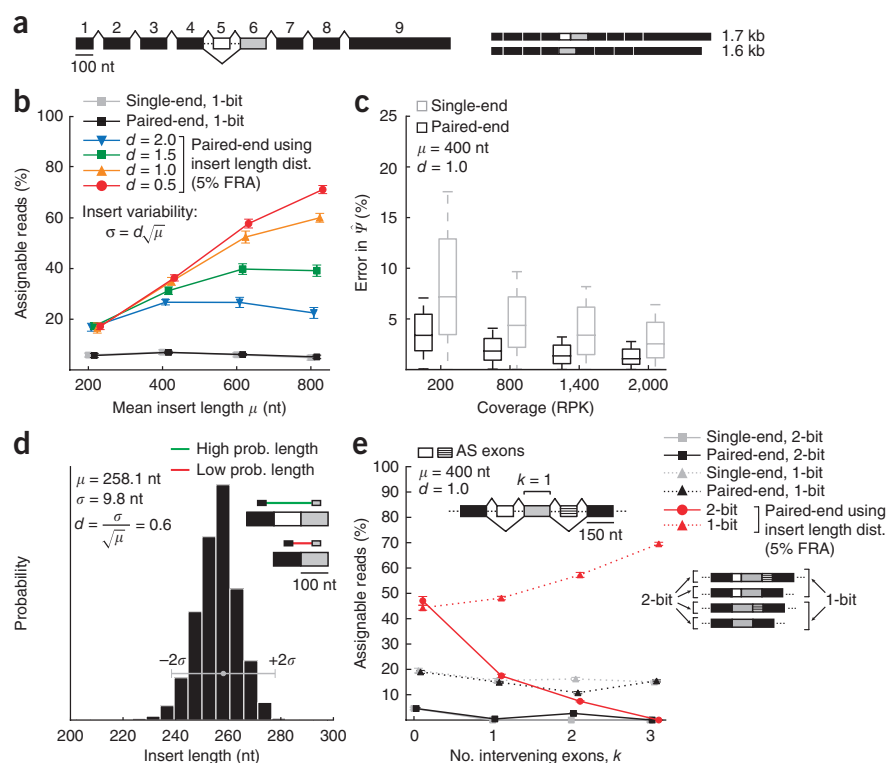 a
1 2 3 4 5 6 7 8 9
100 nt
1.7 kb
1.6 kb
b
Single-end, 1-bit
Paired-end, 1-bit
d = 2.0
d = 1.5
d = 1.0
d = 0.5
Paired-end using
insert length dist.
(5% FRA)
Insert variability:
σ = d√μ
Assignable reads (%)
100
80
60
40
20
200 400 600 800
Mean insert length μ (nt)
c
Single-end
Paired-end
μ = 400 nt
d = 1.0
Error in Ψ̂ (%)
25
20
15
10
5
200 800 1,400 2,000
Coverage (RPK)
d
High prob. length
Low prob. length
μ = 258.1 nt
σ = 9.8 nt
d = σ/√μ = 0.6
100 nt
Probability
−2σ +2σ
200 220 240 260 280 300
Insert length (nt)
e
AS exons
μ = 400 nt
d = 1.0
k = 1
150 nt
Single-end, 2-bit
Paired-end, 2-bit
Single-end, 1-bit
Paired-end, 1-bit
2-bit
1-bit
Paired-end using
insert length dist.
(5% FRA)
2-bit
1-bit
Assignable reads (%)
100
90
80
70
60
50
40
30
20
10
0 1 2 3
No. intervening exons, k